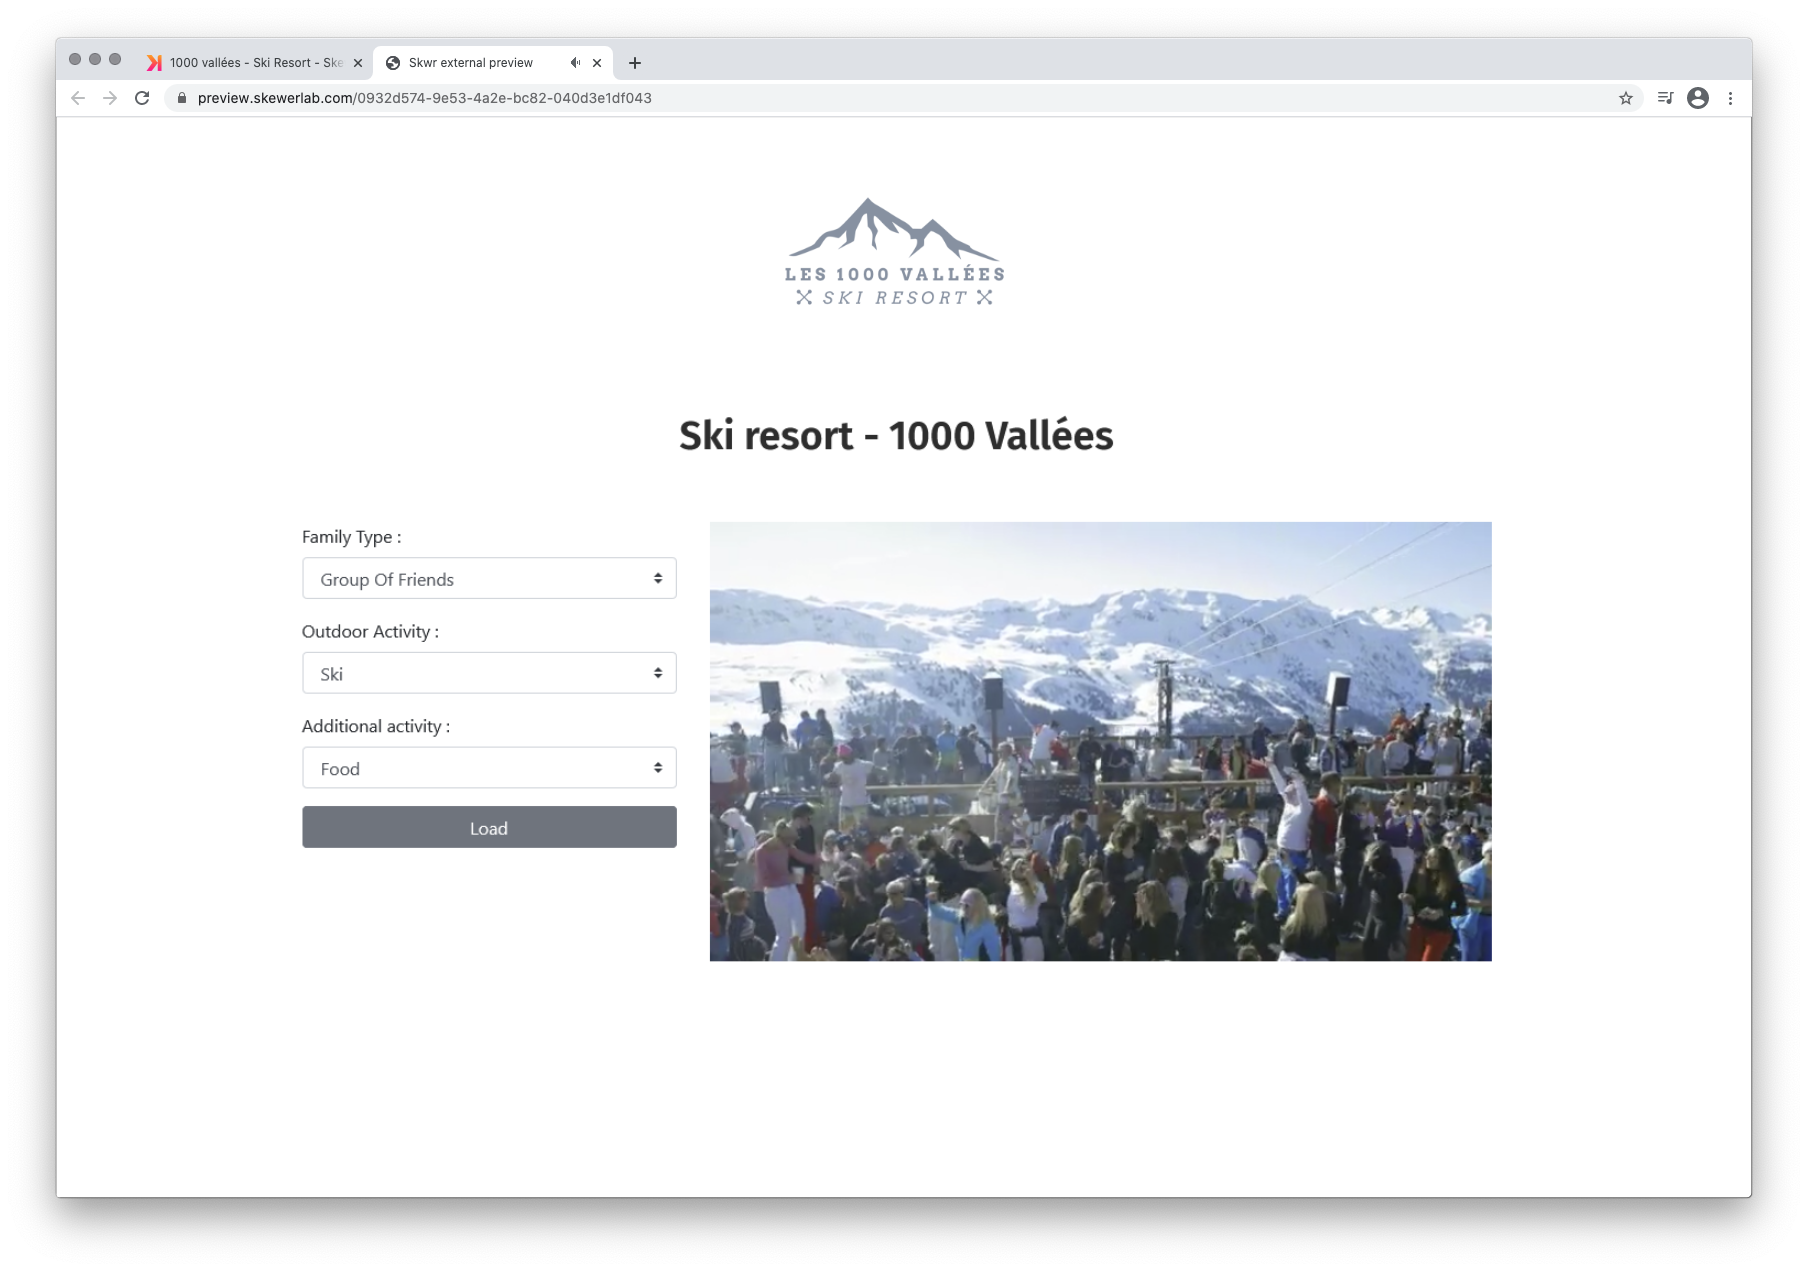 1000 vallées - Ski Resort - Ske
Skwr external preview
preview.skewerlab.com/0932d574-9e53-4a2e-bc82-040d3e1df043
LES 1000 VALLÉES
SKI RESORT
Ski resort - 1000 Vallées
Family Type :
Group Of Friends
Outdoor Activity :
Ski
Additional activity :
Food
Load